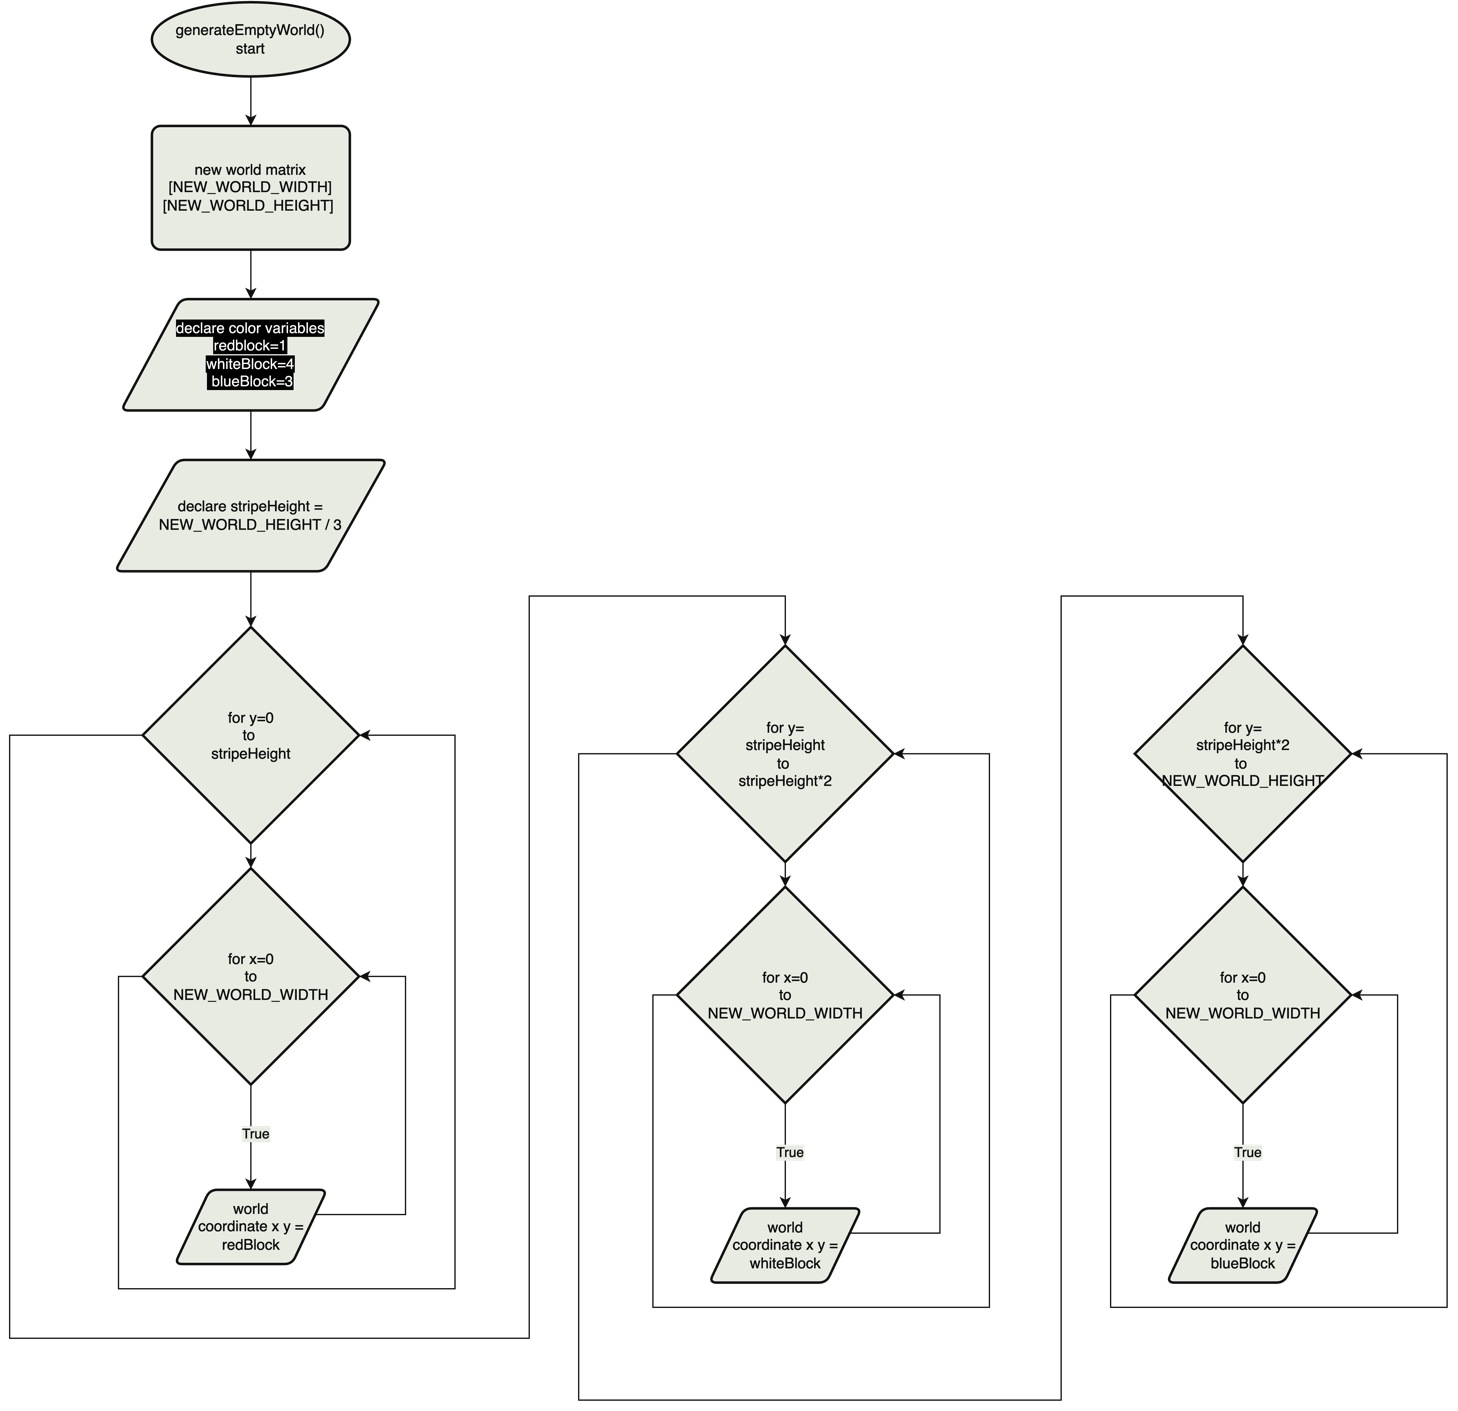 generateEmptyWorld()
start
new world matrix
[NEW_WORLD_WIDTH]
[NEW_WORLD_HEIGHT]
declare color variables
redblock=1
whiteBlock=4
blueBlock=3
declare stripeHeight =
NEW_WORLD_HEIGHT / 3
for y=0
to
stripeHeight
for x=0
to
NEW_WORLD_WIDTH
True
world
coordinate x y =
redBlock
for y=
stripeHeight
to
stripeHeight*2
for x=0
to
NEW_WORLD_WIDTH
True
world
coordinate x y =
whiteBlock
for y=
stripeHeight*2
to
NEW_WORLD_HEIGHT
for x=0
to
NEW_WORLD_WIDTH
True
world
coordinate x y =
blueBlock